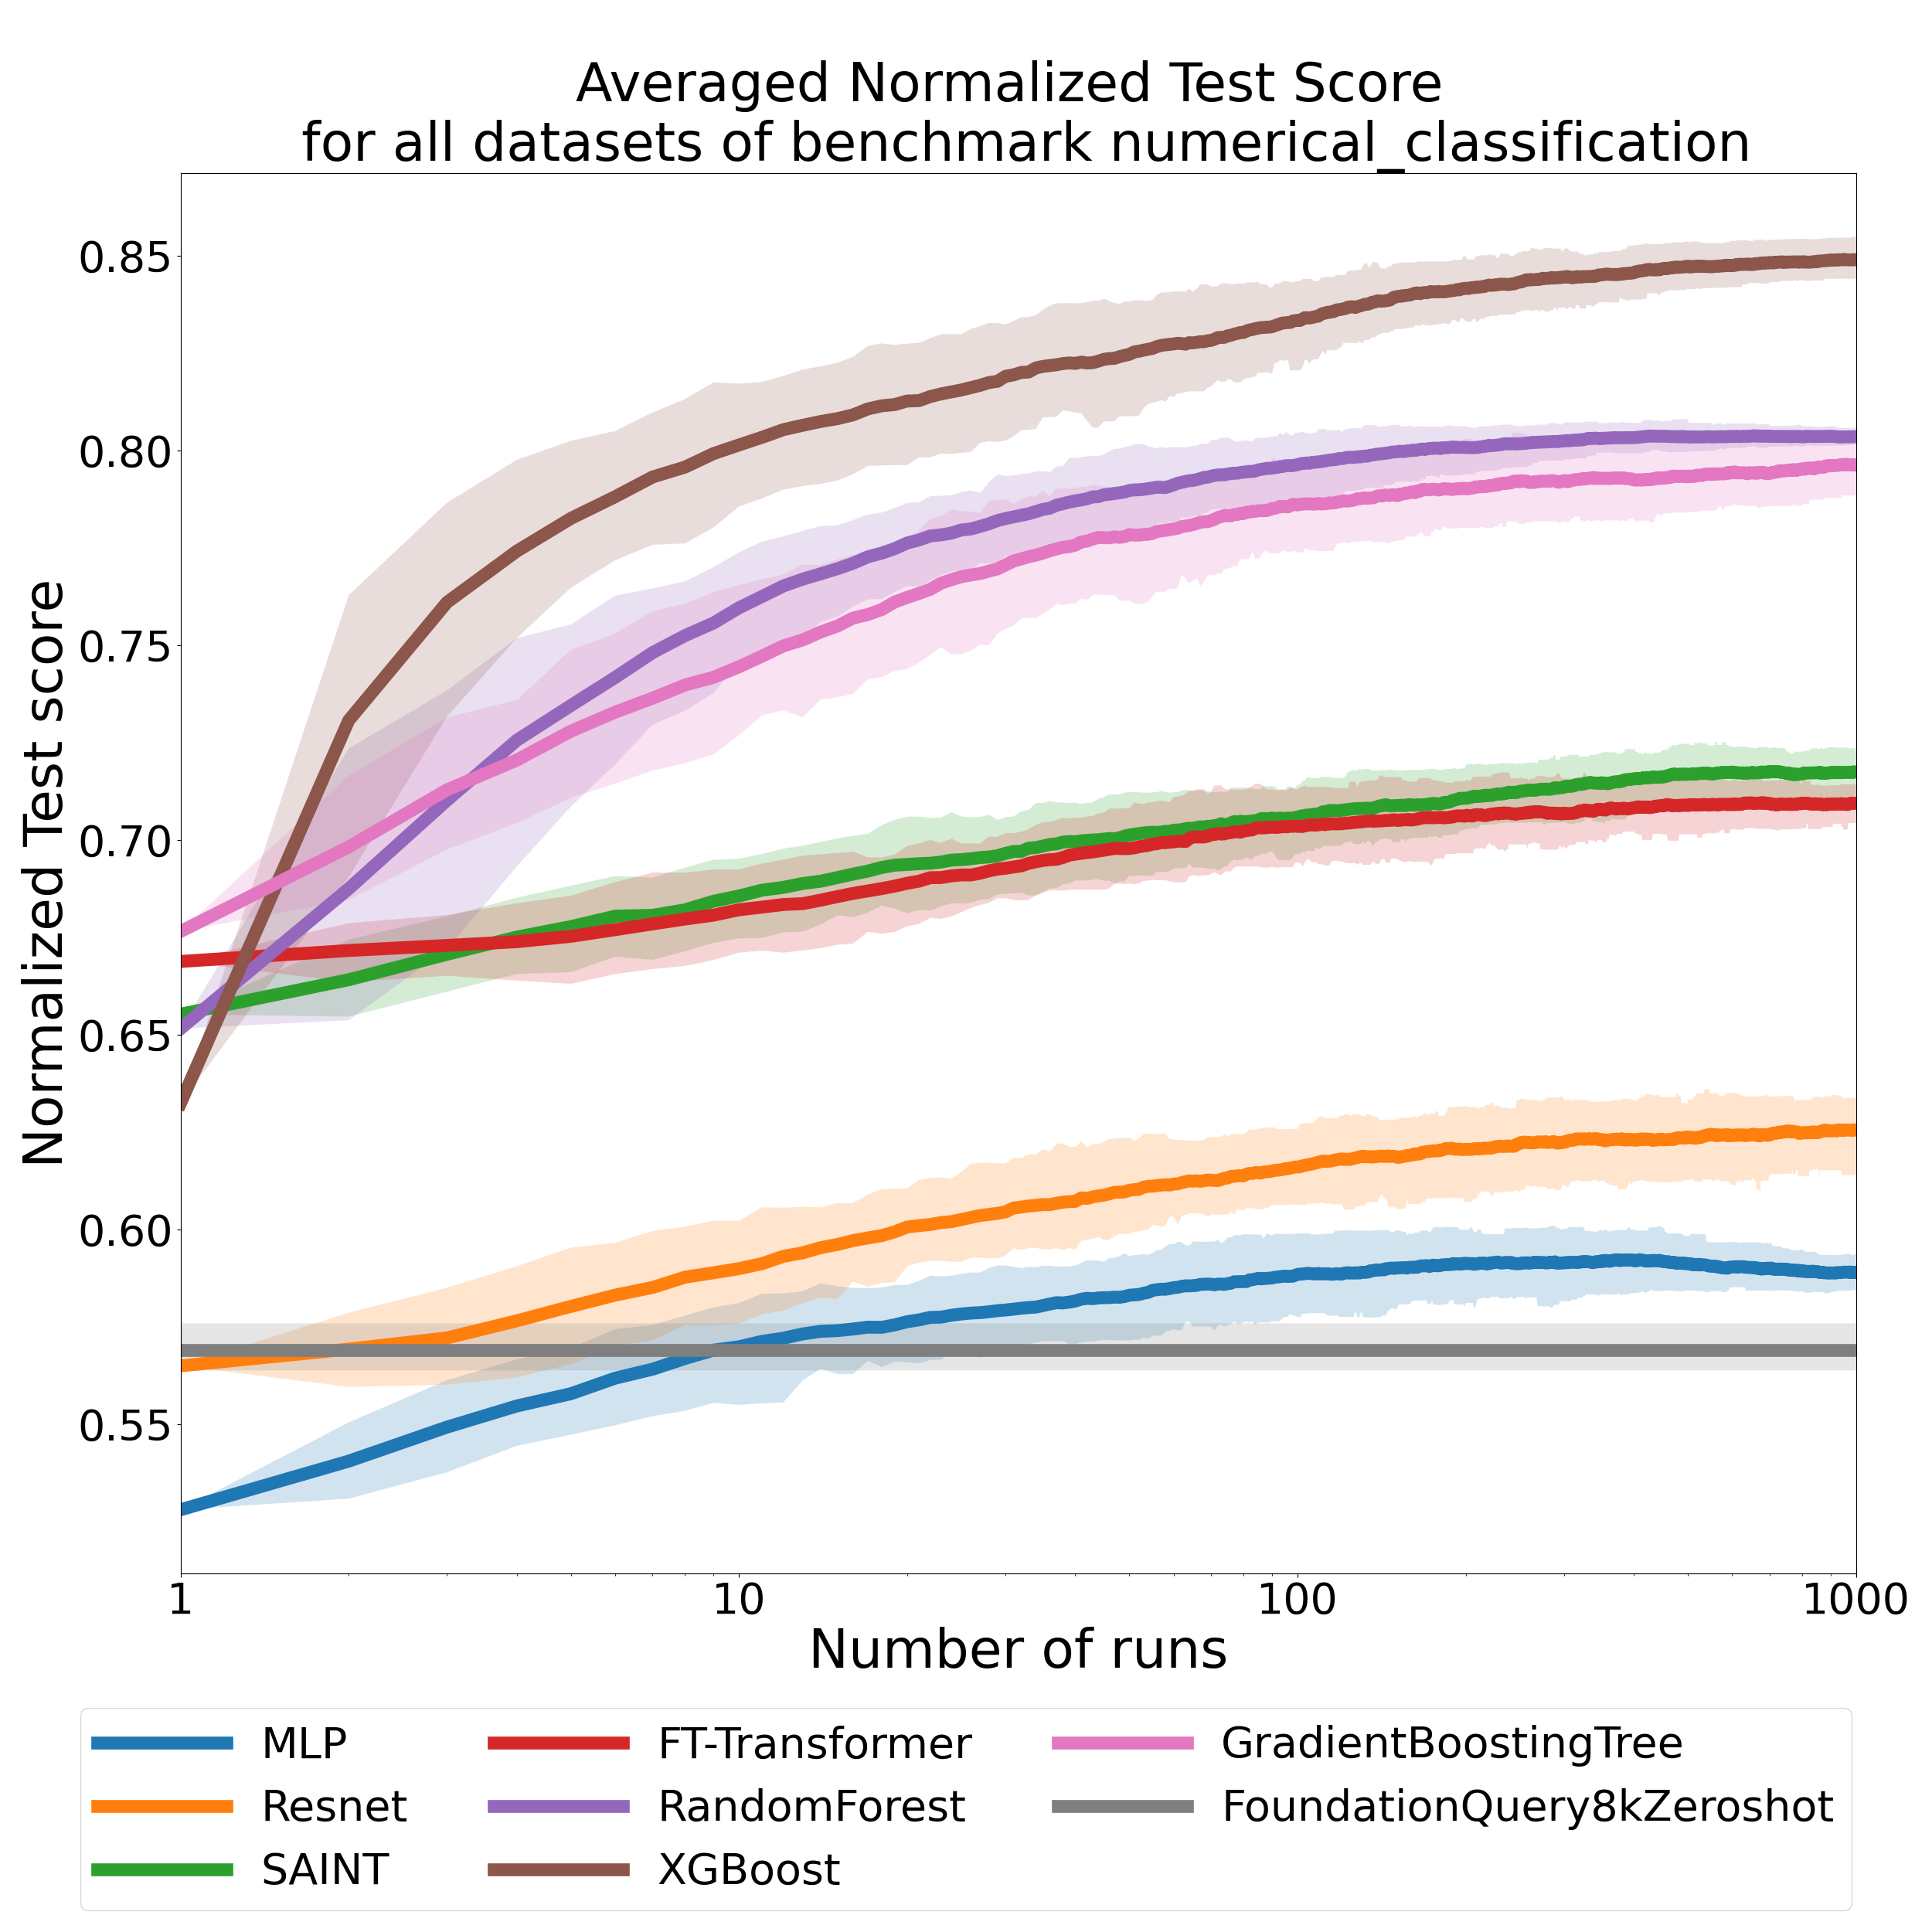 Averaged Normalized Test Score
for all datasets of benchmark numerical_classification
Normalized Test score
0.85
0.80
0.75
0.70
0.65
0.60
0.55
1
10
100
1000
Number of runs
MLP
Resnet
SAINT
FT-Transformer
RandomForest
XGBoost
GradientBoostingTree
FoundationQuery8kZeroshot